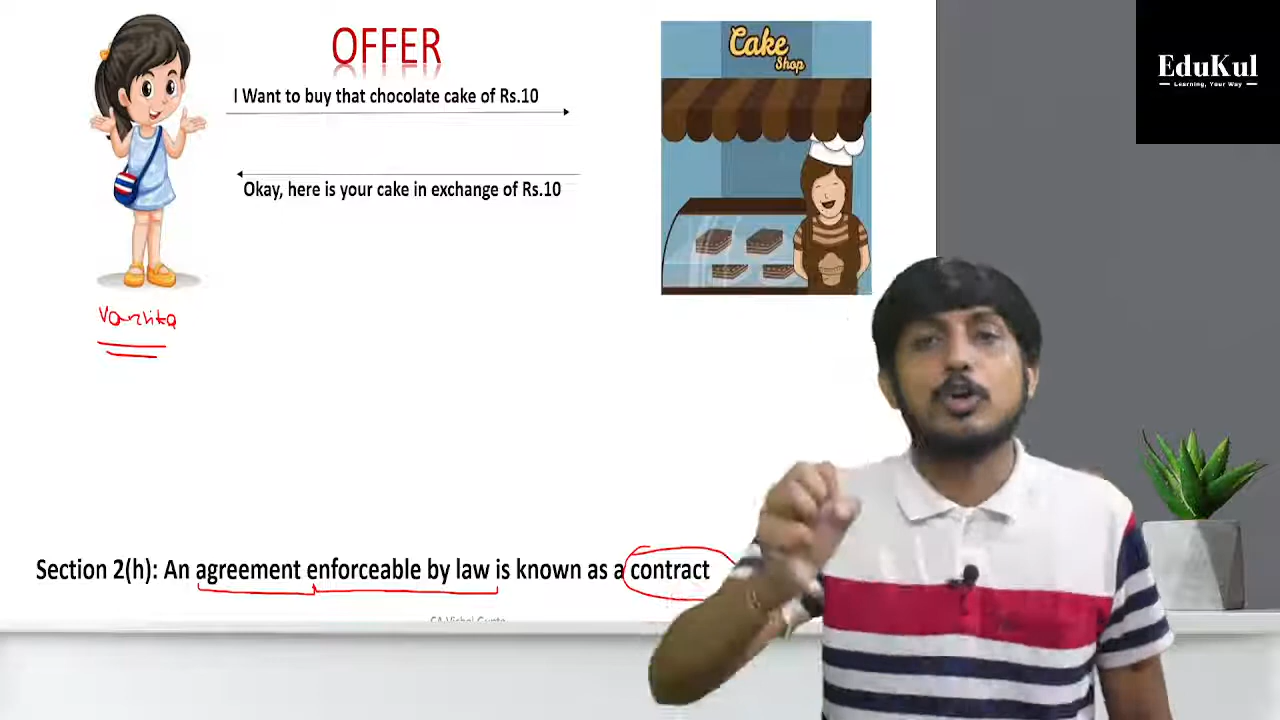 OFFER
I Want to buy that chocolate cake of Rs.10
Okay, here is your cake in exchange of Rs.10
Cake
Shop
EduKul
Learning, Your Way
Vanshika
Section 2(h): An agreement enforceable by law is known as a contract